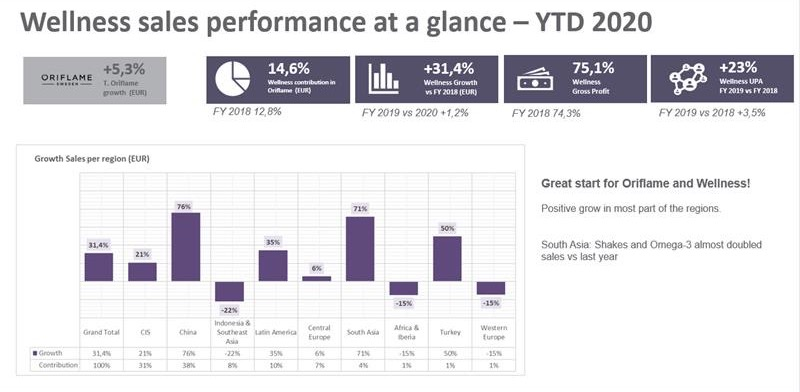 Wellness sales performance at a glance – YTD 2020
ORIFLAME
SWEDEN
+5,3%
T. Oriflame
growth (EUR)
14,6%
Wellness contribution in
Oriflame (EUR)
FY 2018 12,8%
+31,4%
Wellness Growth
vs FY 2018 (EUR)
FY 2019 vs 2020 +1,2%
75,1%
Wellness
Gross Profit
FY 2018 74,3%
+23%
Wellness UPA
FY 2019 vs FY 2018
FY 2019 vs 2018 +3,5%
Growth Sales per region (EUR)
31,4%
21%
76%
-22%
35%
6%
71%
-15%
50%
-15%
Grand Total
CIS
China
Indonesia &
Southeast
Asia
Latin America
Central
Europe
South Asia
Africa &
Iberia
Turkey
Western
Europe
Growth 31,4% 21% 76% -22% 35% 6% 71% -15% 50% -15%
Contribution 100% 31% 38% 8% 10% 7% 4% 1% 1% 1%
Great start for Oriflame and Wellness!
Positive grow in most part of the regions.
South Asia: Shakes and Omega-3 almost doubled
sales vs last year